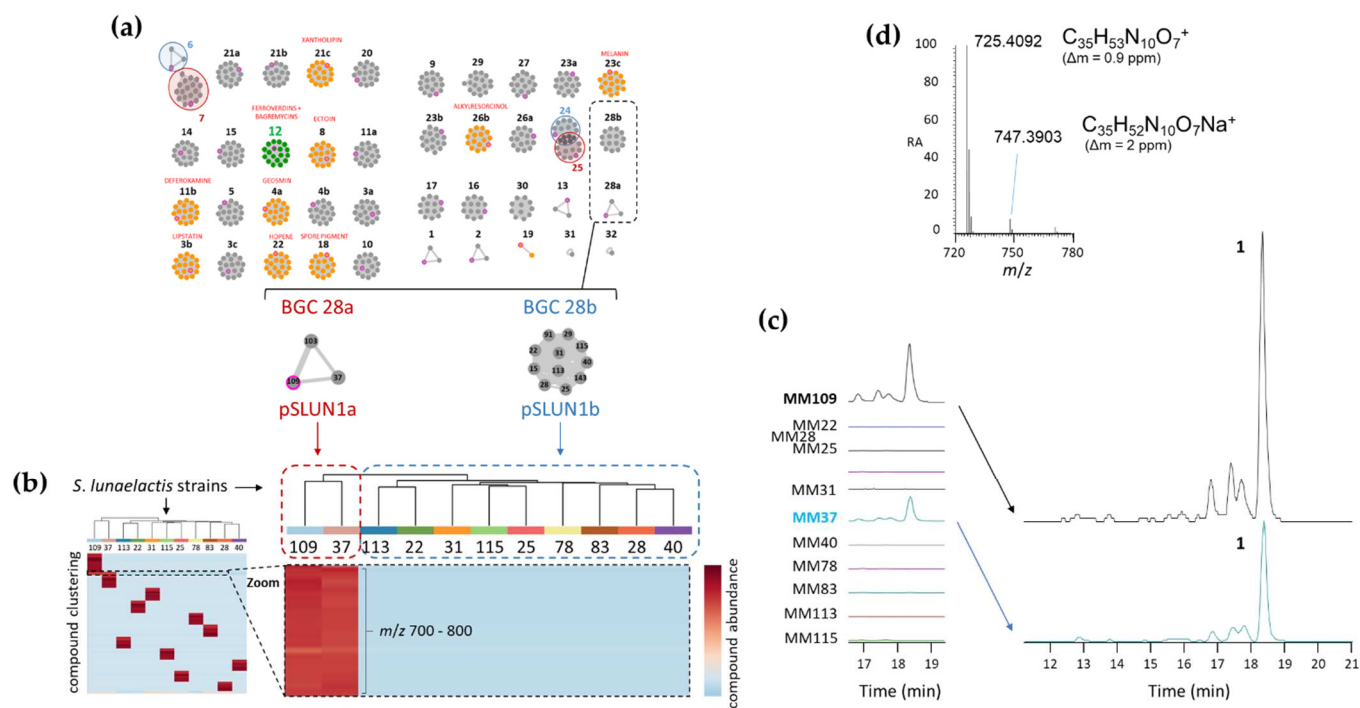 (a)
6
21a
21b
XANTHOLIPIN
21c
20
7
9
29
27
23a
MELANIN
23c
14
15
FERROVERDINS +
BAGREMYCINS
12
ECTOIN
8
11a
23b
ALKYLRESORCINOL
26b
26a
24
25
28b
DEFEROXAMINE
11b
5
GEOSMIN
4a
4b
3a
17
16
30
13
28a
LIPSTATIN
3b
3c
HOPENE
22
SPORE PIGMENT
18
10
1
2
19
31
32
BGC 28a
103
109
37
pSLUN1a
BGC 28b
91
29
22
31
115
15
113
40
28
25
143
pSLUN1b
(b)
S. lunaelactis strains
109 37 113 22 31 115 25 78 83 28 40
compound clustering
109 37 113 22 31 115 25 78 83 28 40
Zoom
m/z 700 - 800
compound abundance
(c)
MM109
MM22
MM28
MM25
MM31
MM37
MM40
MM78
MM83
MM113
MM115
17 18 19
Time (min)
1
1
12 13 14 15 16 17 18 19 20 21
Time (min)
(d)
100
80
60
RA
40
20
0
720 750 780
m/z
725.4092
C35H53N10O7+
(Δm = 0.9 ppm)
747.3903
C35H52N10O7Na+
(Δm = 2 ppm)